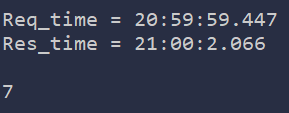 Req_time = 20:59:59.447
Res_time = 21:00:2.066
7